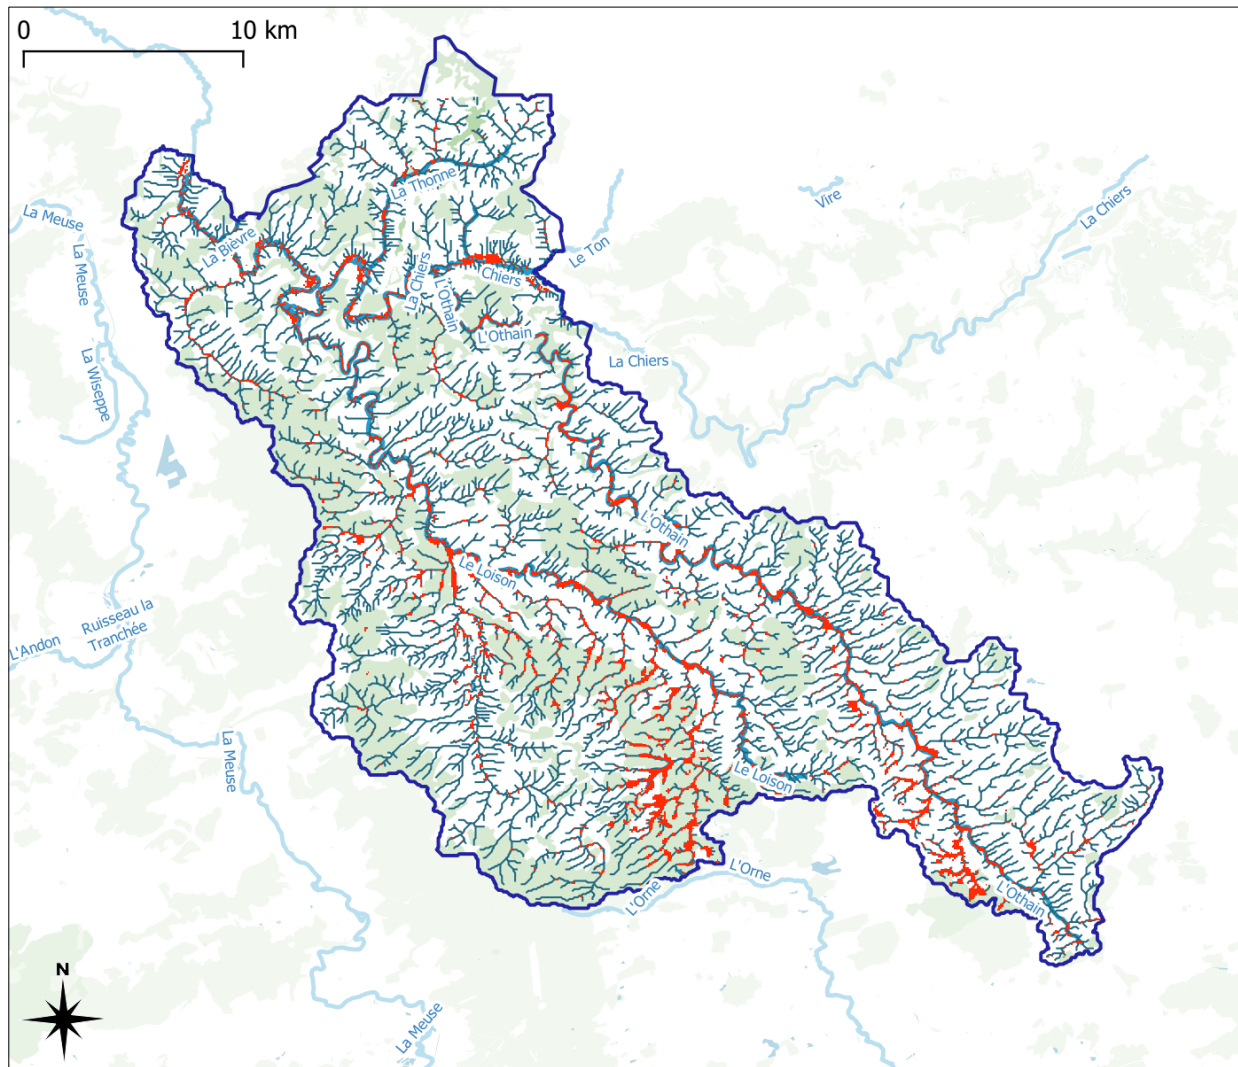 0 10 km
La Thonne
Vire
La Chiers
La Meuse
La Bièvre
Le Ton
La Meuse
La Chiers
Chiers
L'Othain
L'Othain
La Chiers
La Wiseppe
L'Othain
Le Loison
Ruisseau la
Tranchée
L'Andon
La Meuse
Le Loison
L'Orne
L'Orne
L'Othain
N
La Meuse